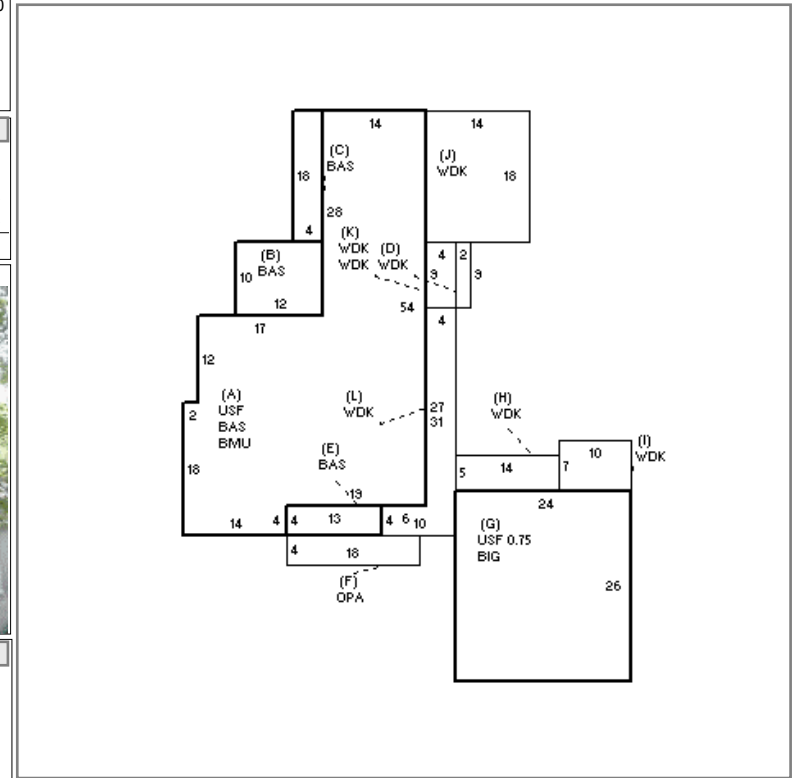 14
14
(C)
BAS
(J)
WDK
18
18
28
4
(K)
WDK
WDK
(D)
WDK
4
2
9
9
(B)
BAS
10
12
54
4
17
12
(A)
USF
BAS
BMU
2
(L)
WDK
27
31
(H)
WDK
(E)
BAS
10
(I)
WDK
18
5
14
7
19
24
14
4
4
13
4
6
10
(G)
USF 0.75
BIG
4
18
(F)
OPA
26